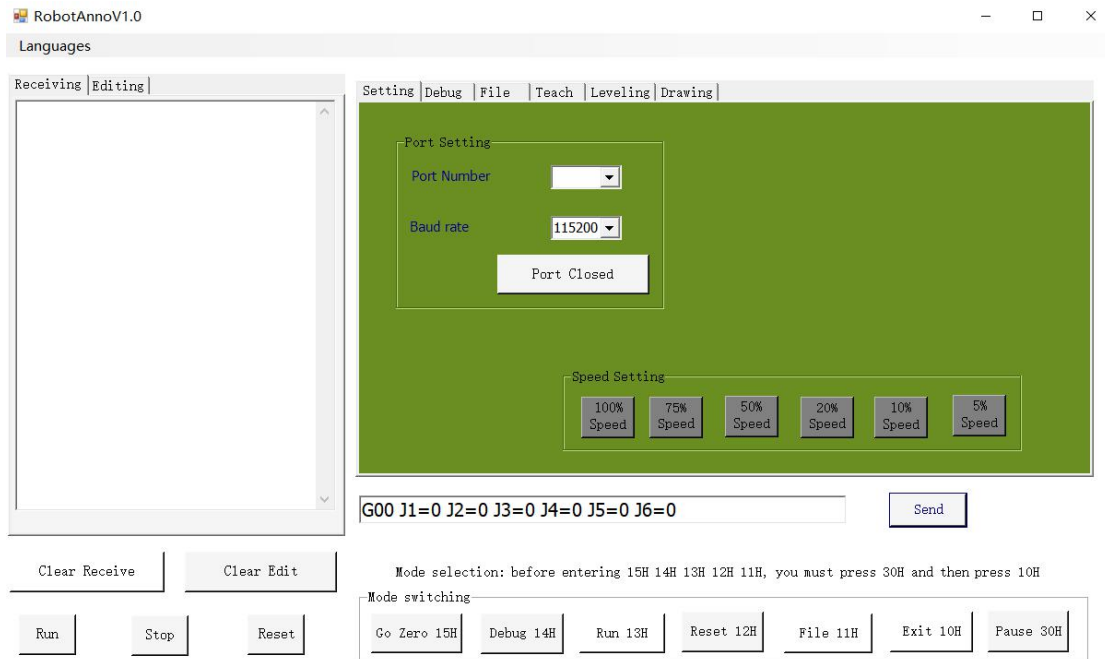 RobotAnnoV1.0
Languages
Receiving Editing
Setting Debug File Teach Leveling Drawing
Port Setting
Port Number
Baud rate 115200
Port Closed
Speed Setting
100% Speed
75% Speed
50% Speed
20% Speed
10% Speed
5% Speed
G00 J1=0 J2=0 J3=0 J4=0 J5=0 J6=0
Send
Clear Receive Clear Edit
Mode selection: before entering 15H 14H 13H 12H 11H, you must press 30H and then press 10H
Mode switching
Run Stop Reset
Go Zero 15H Debug 14H Run 13H Reset 12H File 11H Exit 10H Pause 30H